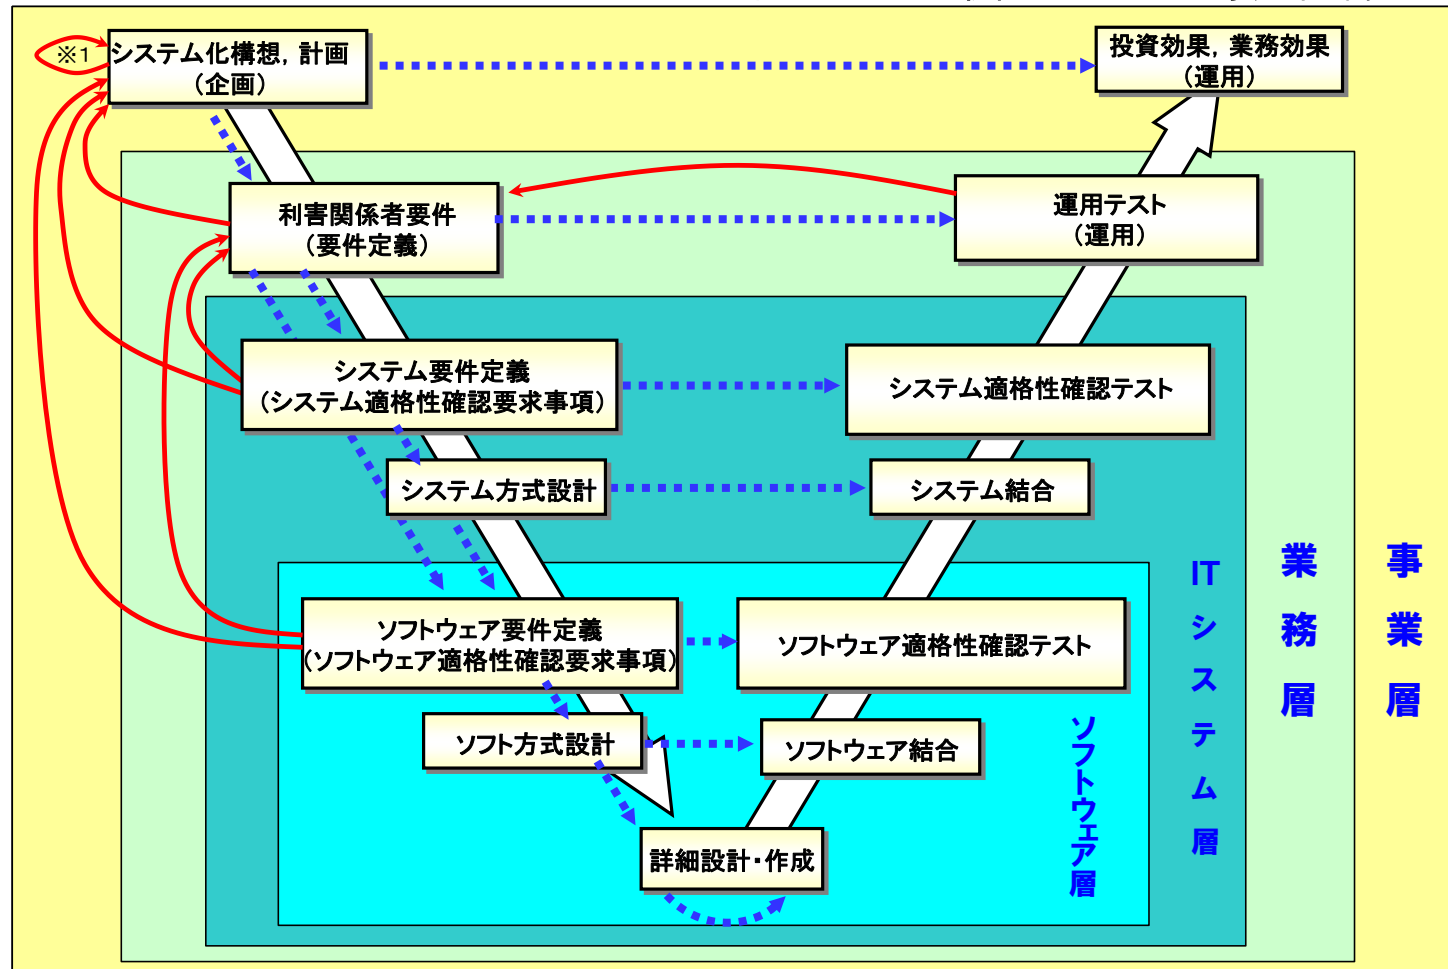 ※1
システム化構想，計画
（企画）
投資効果，業務効果
（運用）
利害関係者要件
（要件定義）
運用テスト
（運用）
システム要件定義
（システム適格性確認要求事項）
システム適格性確認テスト
システム方式設計
システム結合
ソフトウェア要件定義
（ソフトウェア適格性確認要求事項）
ソフトウェア適格性確認テスト
ソフト方式設計
ソフトウェア結合
詳細設計・作成
ソフトウェア層
ITシステム層
業務層
事業層